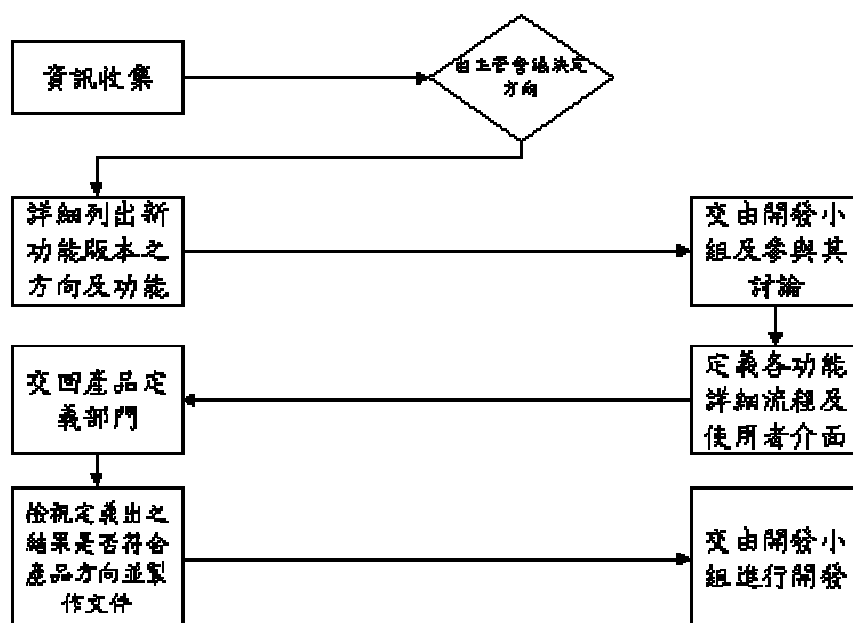 資訊收集
由主管會議決定
方向
詳細列出新
功能版本之
方向及功能
交由開發小
組及參與其
討論
定義各功能
詳細流程及
使用者介面
交回產品定
義部門
檢視定義出之
結果是否符合
產品方向並製
作文件
交由開發小
組進行開發